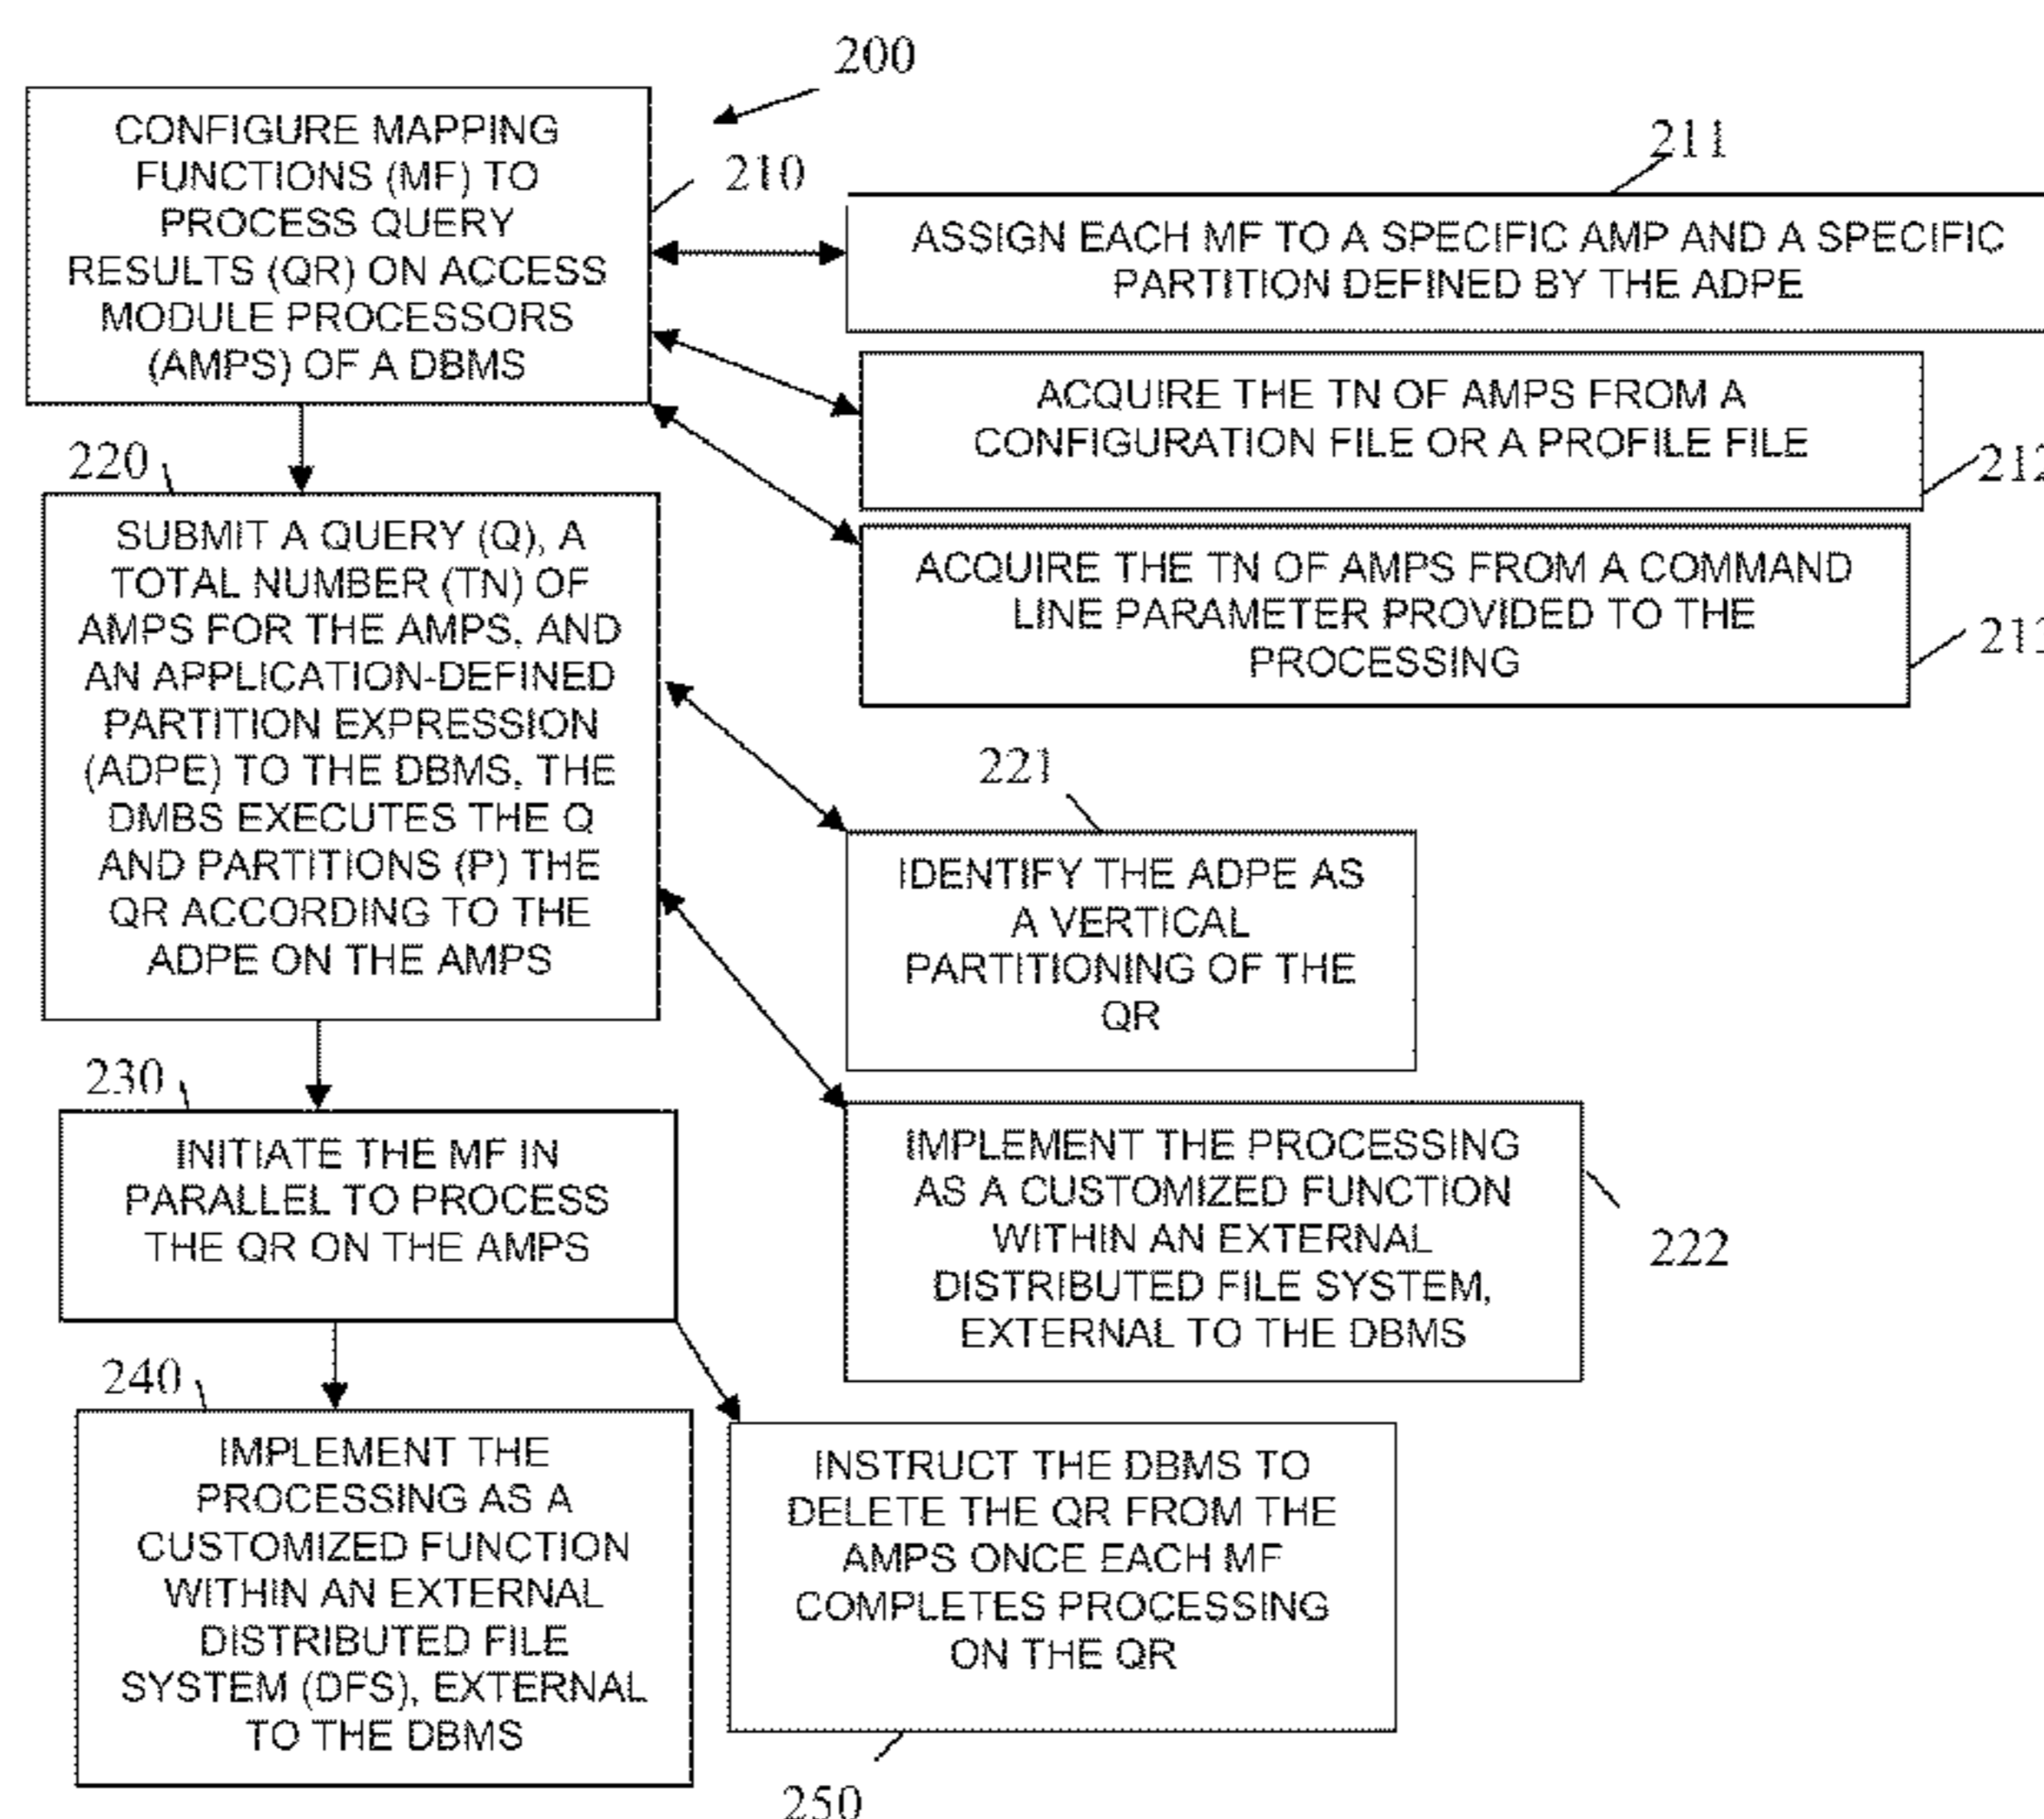 200
CONFIGURE MAPPING
FUNCTIONS (MF) TO
PROCESS QUERY
RESULTS (QR) ON ACCESS
MODULE PROCESSORS
(AMPS) OF A DBMS
210
211
ASSIGN EACH MF TO A SPECIFIC AMP AND A SPECIFIC
PARTITION DEFINED BY THE ADPE
ACQUIRE THE TN OF AMPS FROM A
CONFIGURATION FILE OR A PROFILE FILE
212
ACQUIRE THE TN OF AMPS FROM A COMMAND
LINE PARAMETER PROVIDED TO THE
PROCESSING
220
SUBMIT A QUERY (Q), A
TOTAL NUMBER (TN) OF
AMPS FOR THE AMPS, AND
AN APPLICATION-DEFINED
PARTITION EXPRESSION
(ADPE) TO THE DBMS, THE
DMBS EXECUTES THE Q
AND PARTITIONS (P) THE
QR ACCORDING TO THE
ADPE ON THE AMPS
221
IDENTIFY THE ADPE AS
A VERTICAL
PARTITIONING OF THE
QR
IMPLEMENT THE PROCESSING
AS A CUSTOMIZED FUNCTION
WITHIN AN EXTERNAL
DISTRIBUTED FILE SYSTEM,
EXTERNAL TO THE DBMS
222
230
INITIATE THE MF IN
PARALLEL TO PROCESS
THE QR ON THE AMPS
240
IMPLEMENT THE
PROCESSING AS A
CUSTOMIZED FUNCTION
WITHIN AN EXTERNAL
DISTRIBUTED FILE
SYSTEM (DFS), EXTERNAL
TO THE DBMS
INSTRUCT THE DBMS TO
DELETE THE QR FROM THE
AMPS ONCE EACH MF
COMPLETES PROCESSING
ON THE QR
250